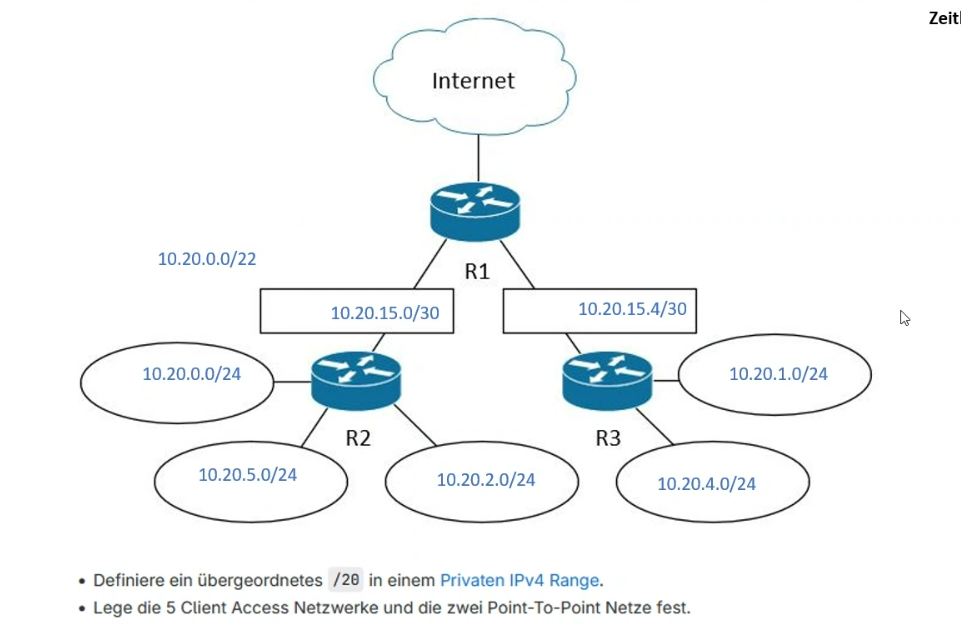 Zeitl
Internet
R1
10.20.0.0/22
10.20.15.0/30
10.20.15.4/30
10.20.0.0/24
10.20.1.0/24
R2
R3
10.20.5.0/24
10.20.2.0/24
10.20.4.0/24
• Definiere ein übergeordnetes /20 in einem Privaten IPv4 Range.
• Lege die 5 Client Access Netzwerke und die zwei Point-To-Point Netze fest.